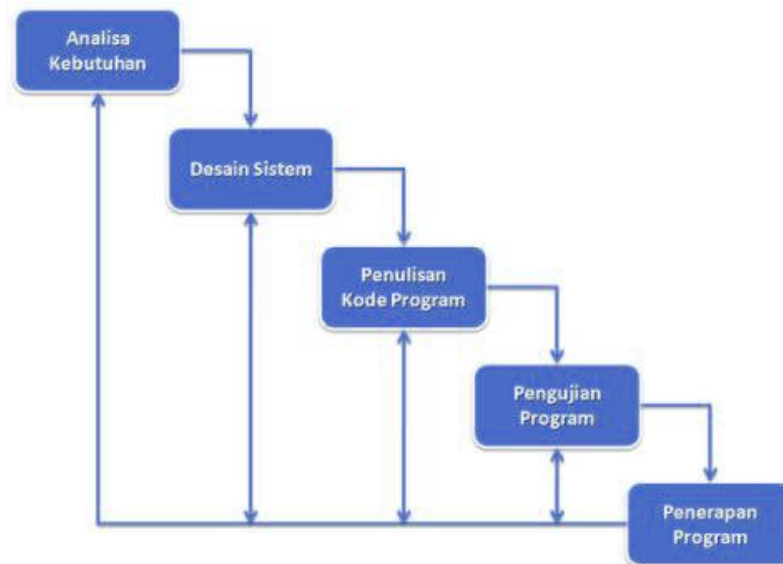 Analisa
Kebutuhan
Desain Sistem
Penulisan
Kode Program
Pengujian
Program
Penerapan
Program